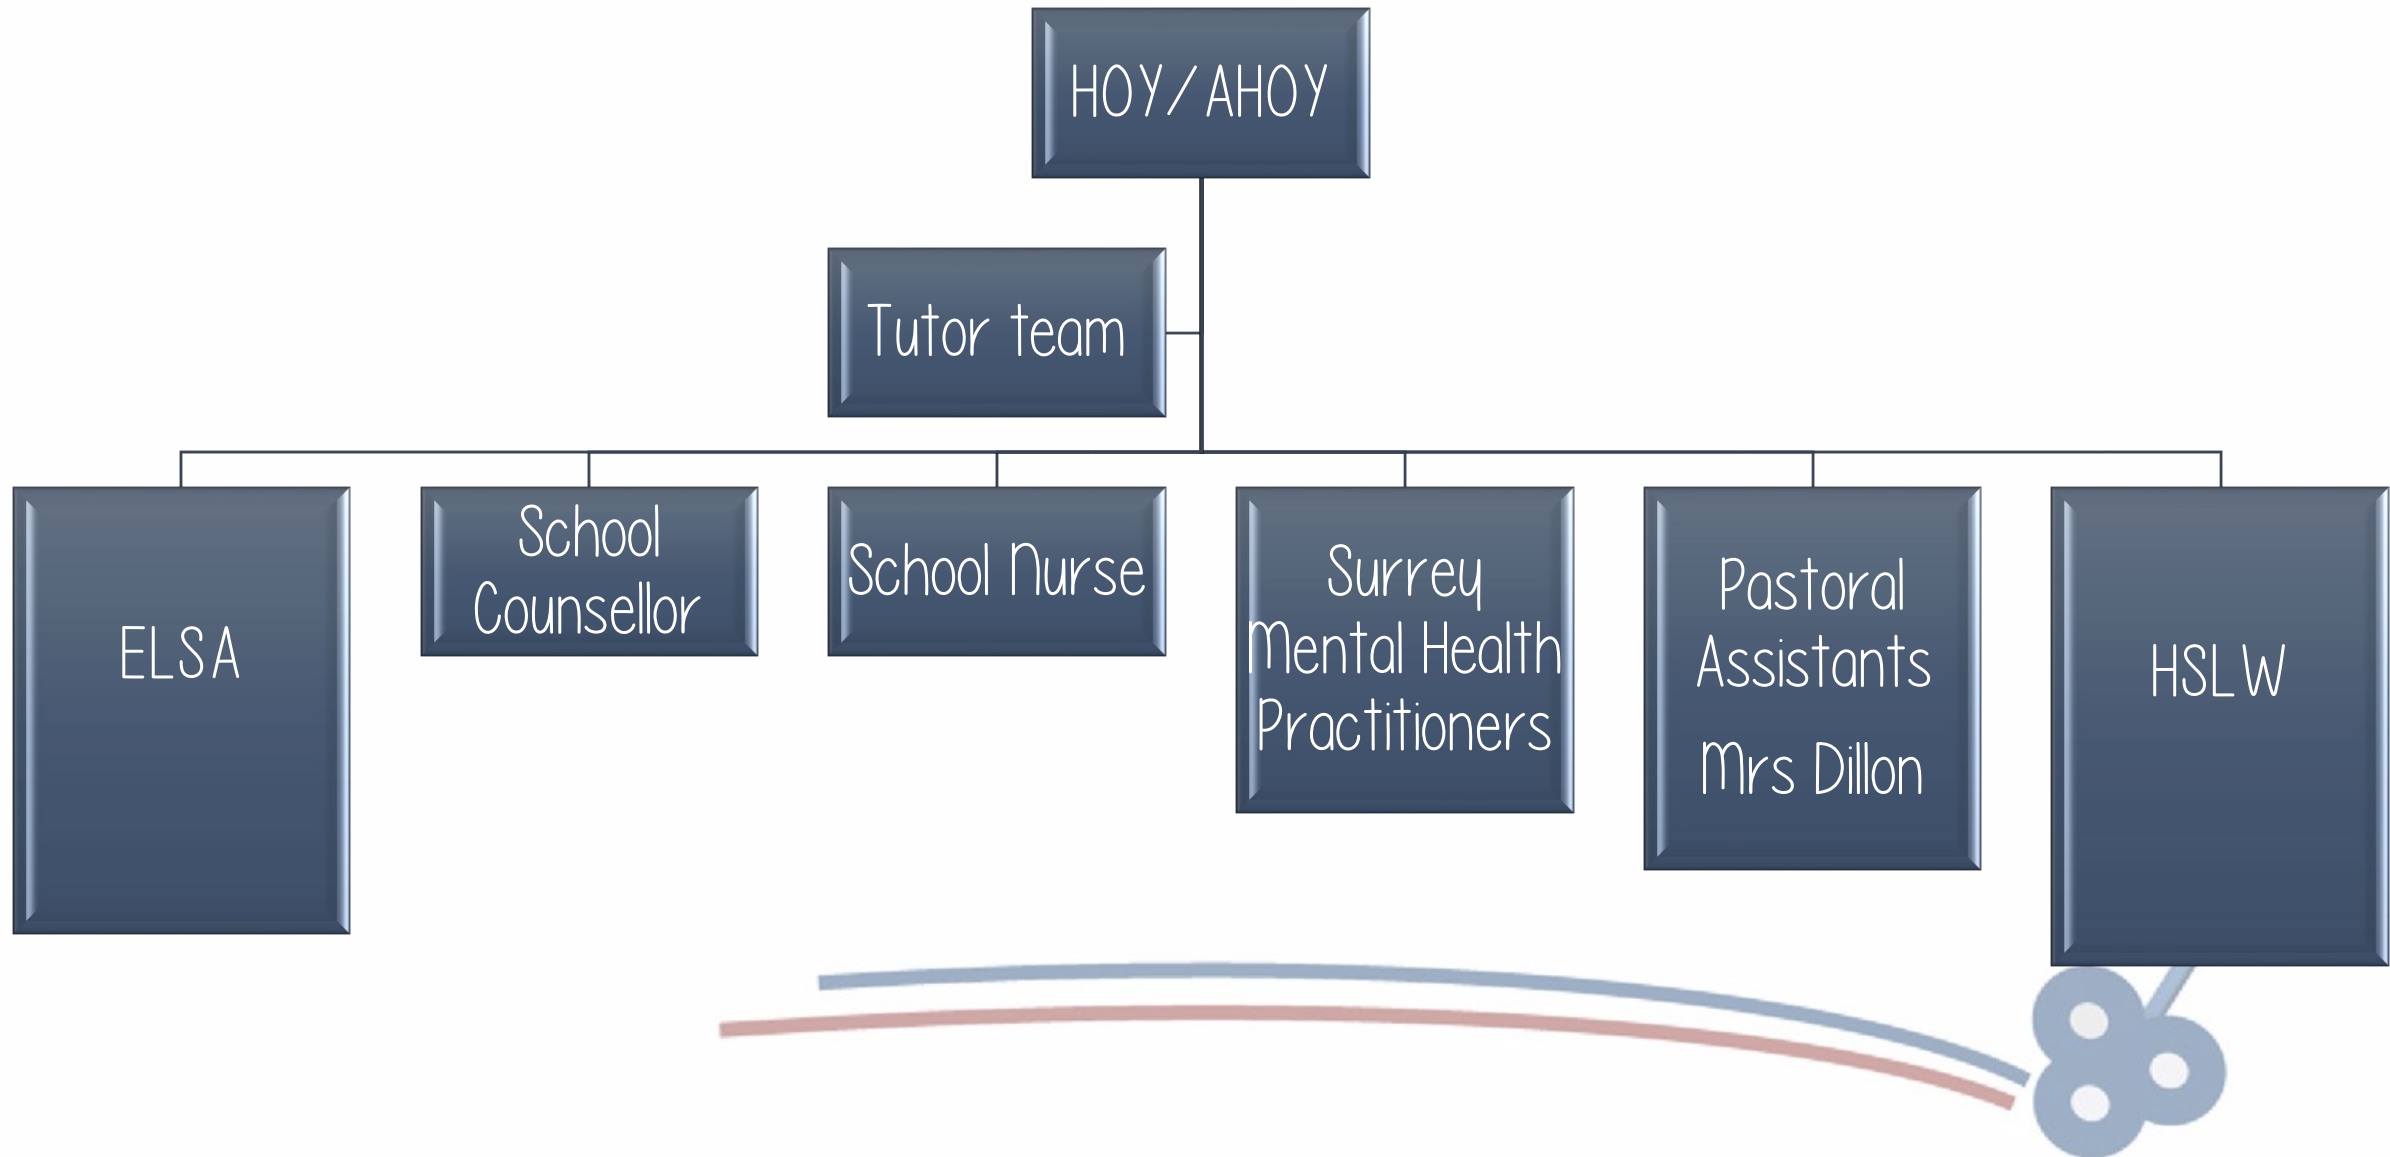 HOY/AHOY
Tutor team
ELSA
School
Counsellor
School Nurse
Surrey
Mental Health
Practitioners
Pastoral
Assistants
Mrs Dillon
HSLW